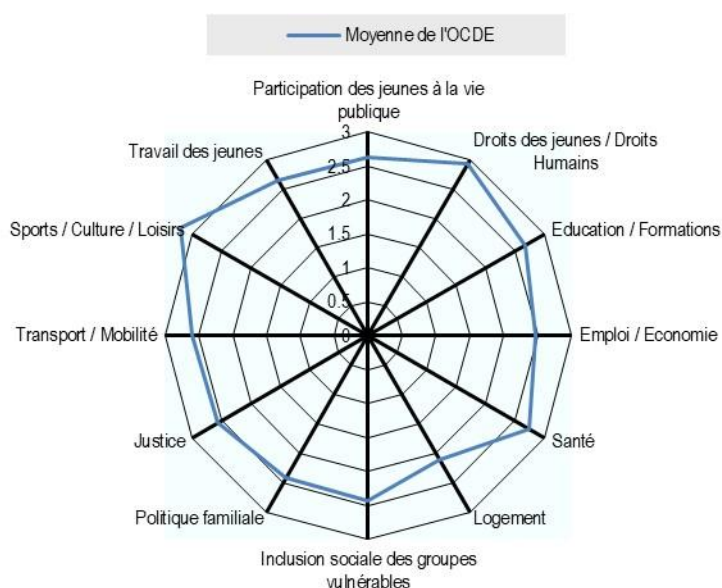 Moyenne de l'OCDE
Participation des jeunes à la vie
publique
Droits des jeunes / Droits
Humains
Education / Formations
Emploi / Economie
Santé
Logement
Inclusion sociale des groupes
vulnérables
Politique familiale
Justice
Transport / Mobilité
Sports / Culture / Loisirs
Travail des jeunes
3
2.5
2
1.5
1
0.5
0